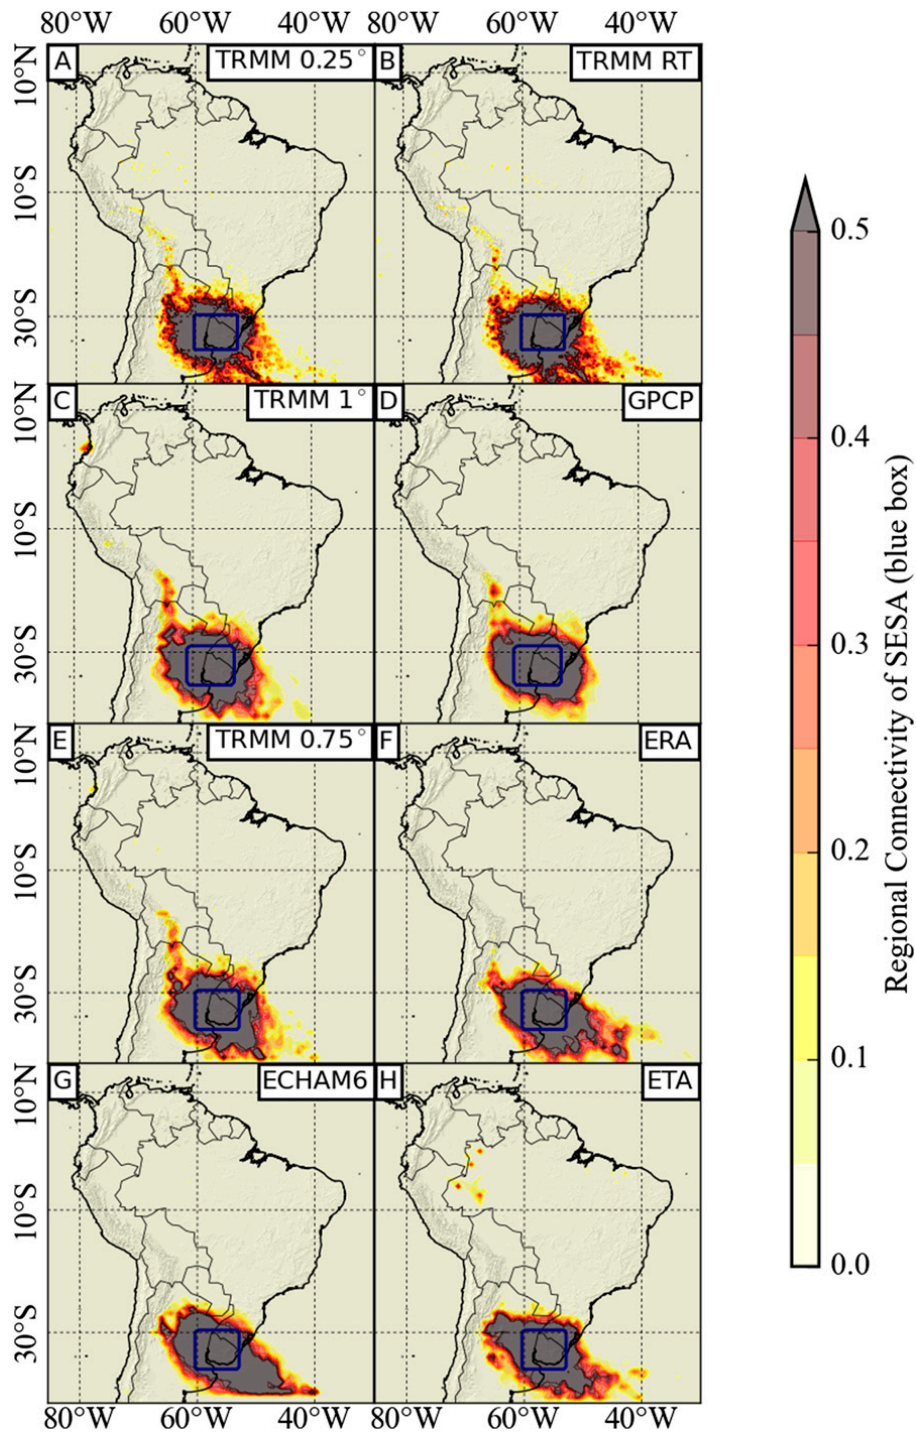 80°W 60°W 40°W 80°W 60°W 40°W
A TRMM 0.25° B TRMM RT
10°N
10°S
30°S
C TRMM 1° D GPCP
10°N
10°S
30°S
E TRMM 0.75° F ERA
10°N
10°S
30°S
G ECHAM6 H ETA
10°N
10°S
30°S
80°W 60°W 40°W 80°W 60°W 40°W
0.5
0.4
0.3
0.2
0.1
0.0
Regional Connectivity of SESA (blue box)